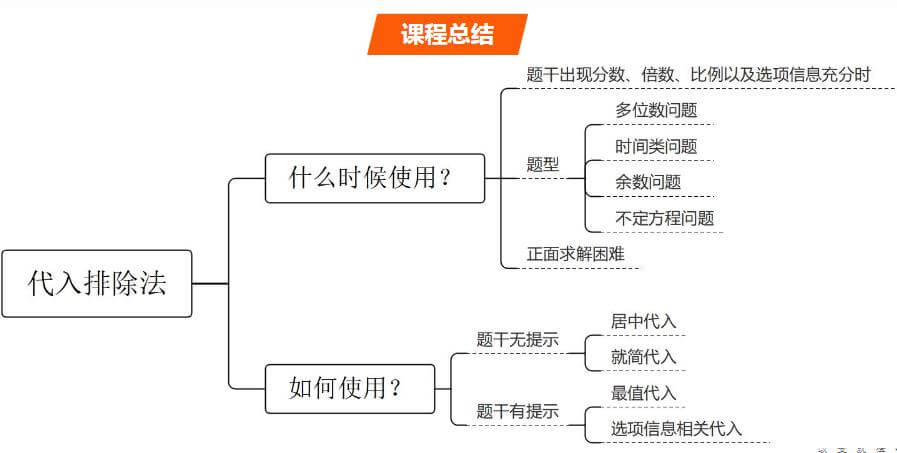 课程总结
题干出现分数、倍数、比例以及选项信息充分时
多位数问题
时间类问题
题型
余数问题
什么时候使用?
不定方程问题
正面求解困难
代入排除法
居中代入
题干无提示
就简代入
如何使用?
最值代入
题干有提示
选项信息相关代入